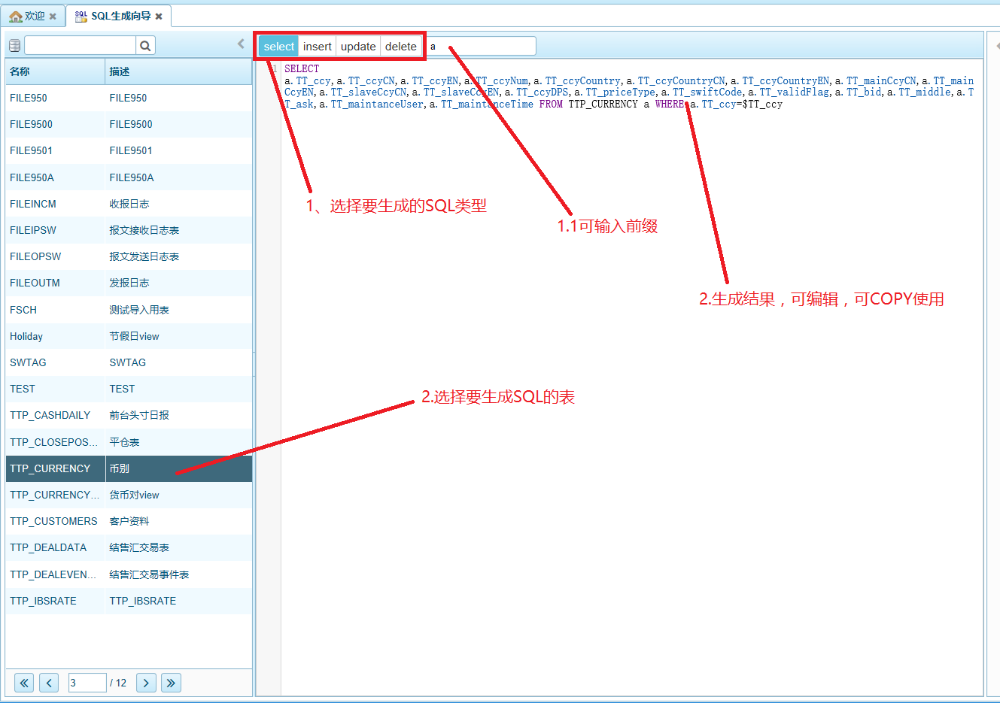 欢迎
SQL生成向导
select insert update delete a
名称 描述
FILE950 FILE950
FILE9500 FILE9500
FILE9501 FILE9501
FILE950A FILE950A
FILEINCM 收报日志
FILEIPSW 报文接收日志表
FILEOPSW 报文发送日志表
FILEOUTM 发报日志
FSCH 测试导入用表
Holiday 节假日view
SWTAG SWTAG
TEST TEST
TTP_CASHDAILY 前台头寸日报
TTP_CLOSEPOS... 平仓表
TTP_CURRENCY 币别
TTP_CURRENCY... 货币对view
TTP_CUSTOMERS 客户资料
TTP_DEALDATA 结售汇交易表
TTP_DEALEVEN... 结售汇交易事件表
TTP_IBSRATE TTP_IBSRATE
3 / 12
1 SELECT
a.TT_ccy,a.TT_ccyCN,a.TT_ccyEN,a.TT_ccyNum,a.TT_ccyCountry,a.TT_ccyCountryCN,a.TT_ccyCountryEN,a.TT_mainCcyCN,a.TT_main
CcyEN,a.TT_slaveCcyCN,a.TT_slaveCcyEN,a.TT_ccyDPS,a.TT_priceType,a.TT_swiftCode,a.TT_validFlag,a.TT_bid,a.TT_middle,a.T
T_ask,a.TT_maintanceUser,a.TT_maintanceTime FROM TTP_CURRENCY a WHERE a.TT_ccy=$TT_ccy
1、选择要生成的SQL类型
1.1可输入前缀
2.生成结果，可编辑，可COPY使用
2.选择要生成SQL的表